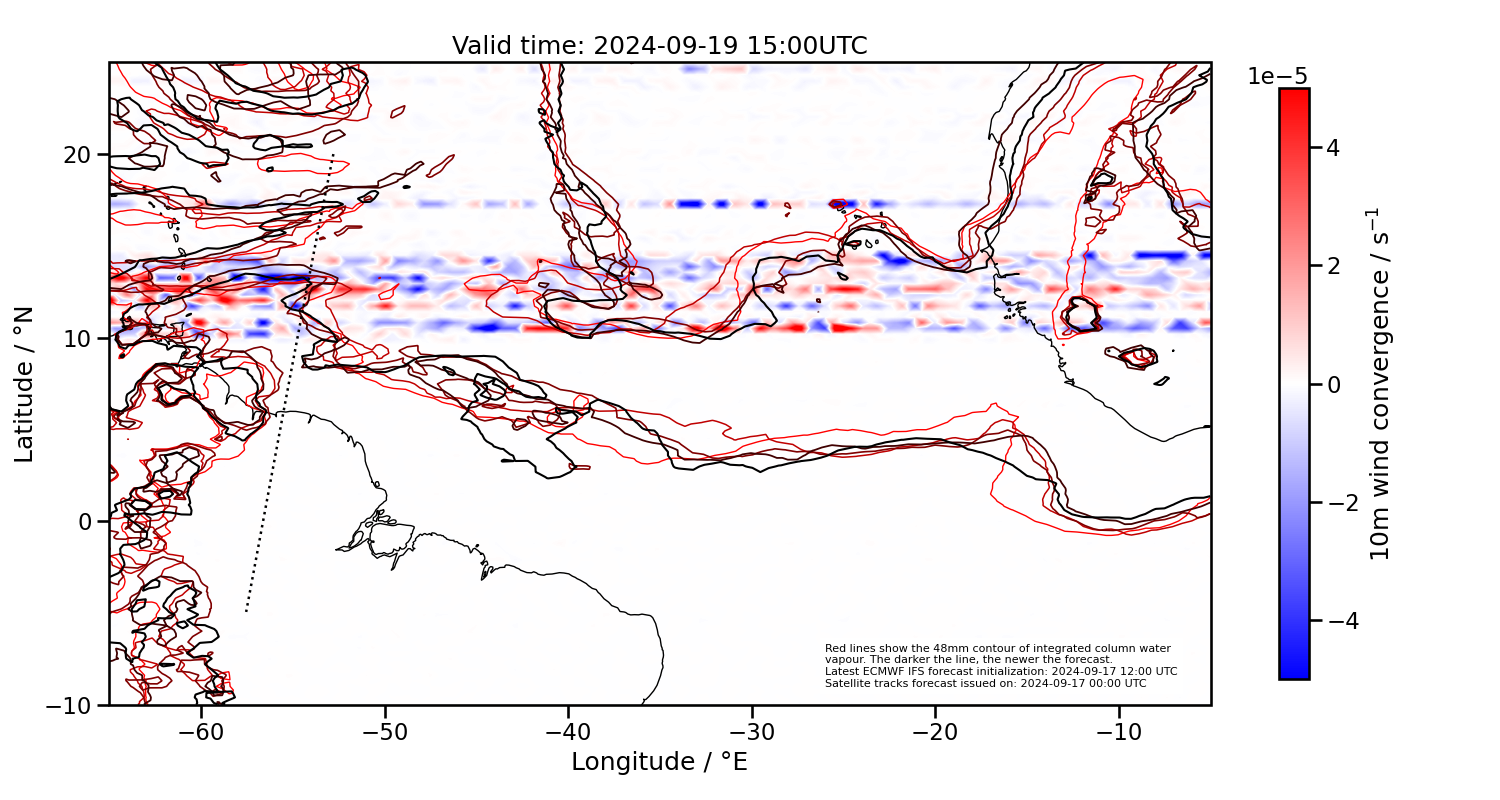 Valid time: 2024-09-19 15:00UTC
1e−5
Latitude / °N
20
10
0
−10
−60
−50
−40
−30
−20
−10
Longitude / °E
4
2
0
−2
−4
10m wind convergence / s⁻¹
Red lines show the 48mm contour of integrated column water
vapour. The darker the line, the newer the forecast.
Latest ECMWF IFS forecast initialization: 2024-09-17 12:00 UTC
Satellite tracks forecast issued on: 2024-09-17 00:00 UTC